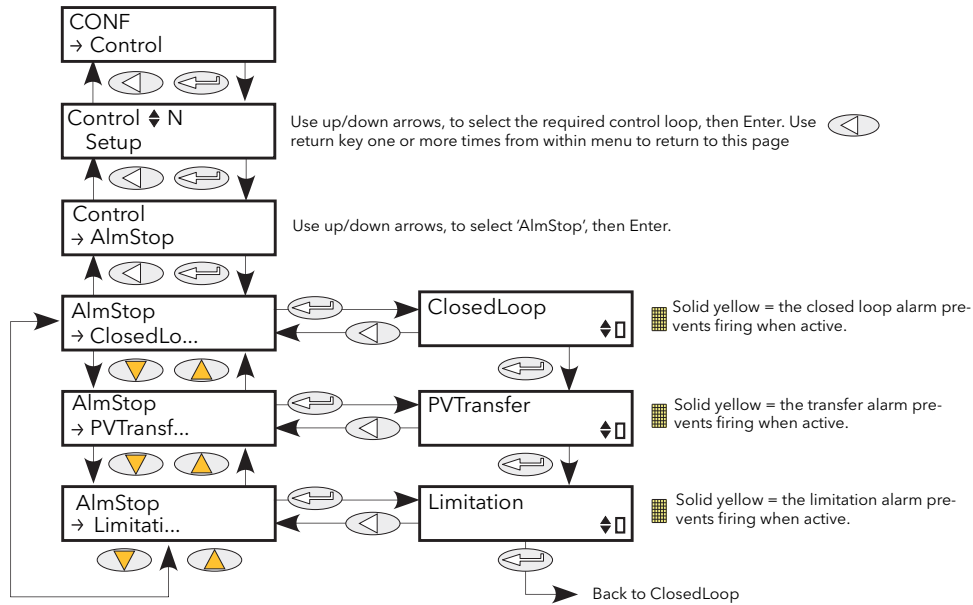 CONF
→ Control
Control ♦ N
Setup
Use up/down arrows, to select the required control loop, then Enter. Use
return key one or more times from within menu to return to this page
Control
→ AlmStop
Use up/down arrows, to select 'AlmStop', then Enter.
AlmStop
→ ClosedLo...
ClosedLoop
Solid yellow = the closed loop alarm pre-
vents firing when active.
AlmStop
→ PVTransf...
PVTransfer
Solid yellow = the transfer alarm pre-
vents firing when active.
AlmStop
→ Limitati...
Limitation
Solid yellow = the limitation alarm pre-
vents firing when active.
Back to ClosedLoop